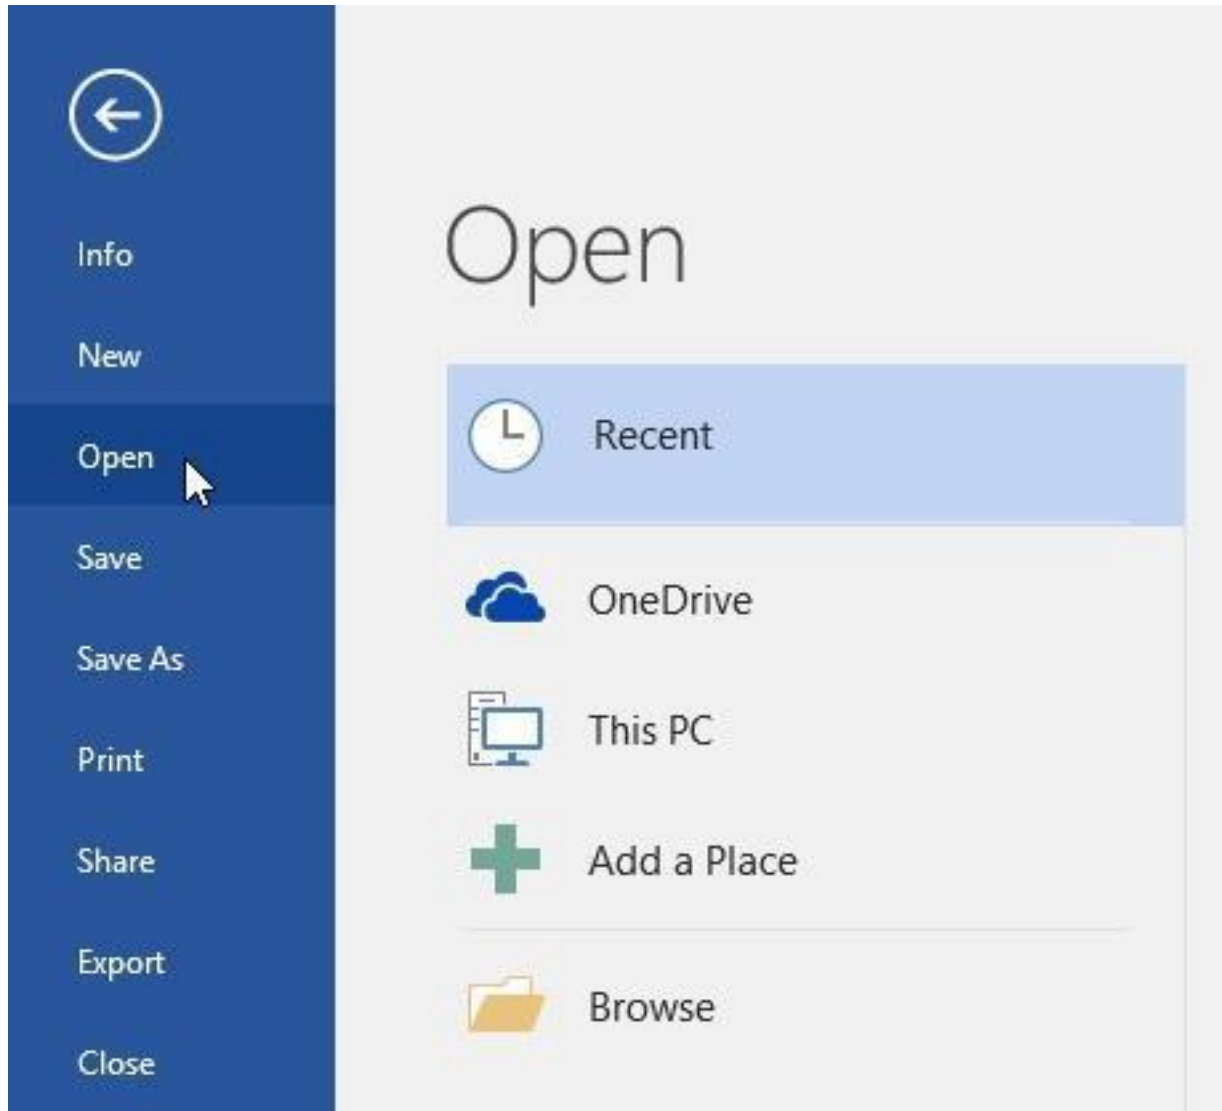 Info
New
Open
Save
Save As
Print
Share
Export
Close
Open
Recent
OneDrive
This PC
Add a Place
Browse